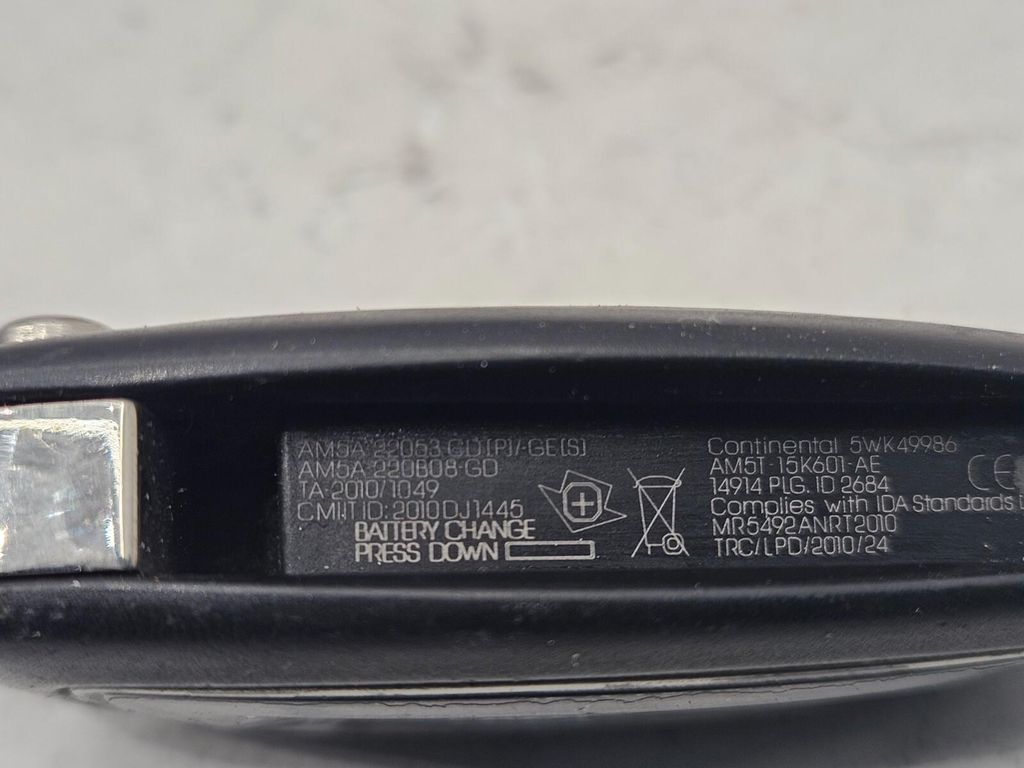 AM5A-22053 GD[P]/-GE[S]
AM5A-220B08-GD
TA-2010/1049
CMIIT ID: 2010DJ1445
BATTERY CHANGE
PRESS DOWN
Continental 5WK49986
AM5T-15K601-AE
14914 PLG. ID 2684
Complies with IDA Standards
MR5492ANRT2010
TRC/LPD/2010/24
CE